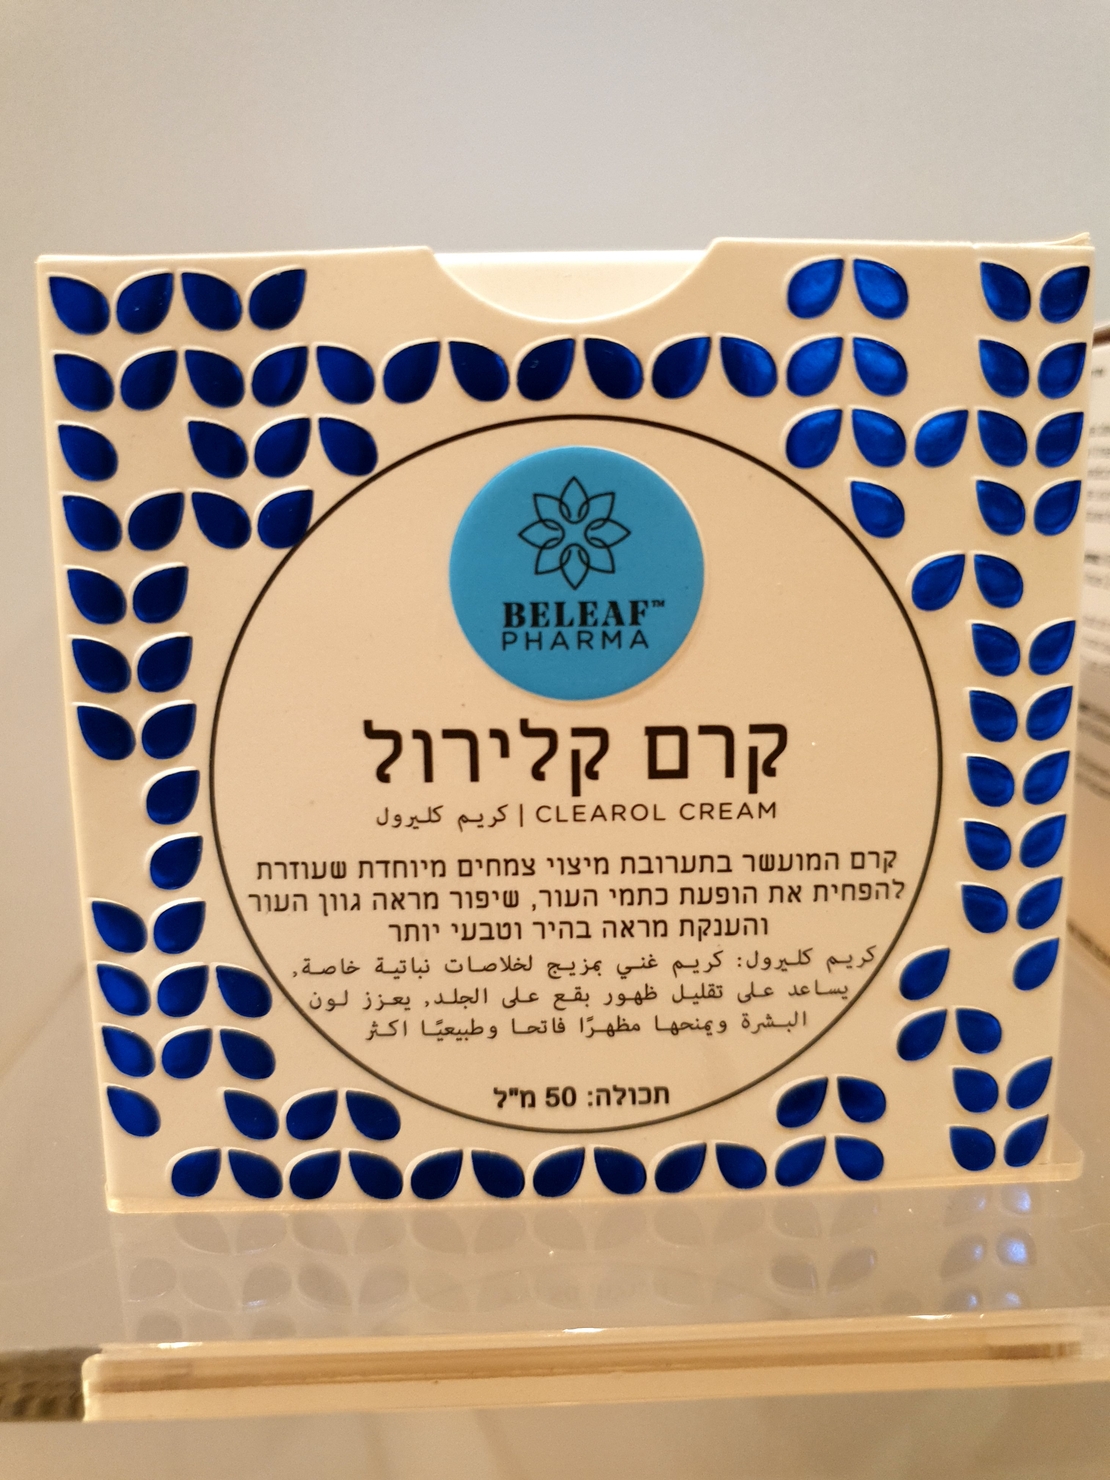 BELEAF™
PHARMA
קרם קלירול
CLEAROL CREAM | كريم كليرول
קרם המועשר בתערובת מיצוי צמחים מיוחדת שעוזרת
להפחית את הופעת כתמי העור, שיפור מראה גוון העור
והענקת מראה בהיר וטבעי יותר
كريم كليرول: كريم غني بمزيج لخلاصات نباتية خاصة,
يساعد على تقليل ظهور بقع على الجلد, يعزز لون
البشرة ويمنحها مظهرًا فاتحا وطبيعيًا اكثر
תכולה: 50 מ"ל